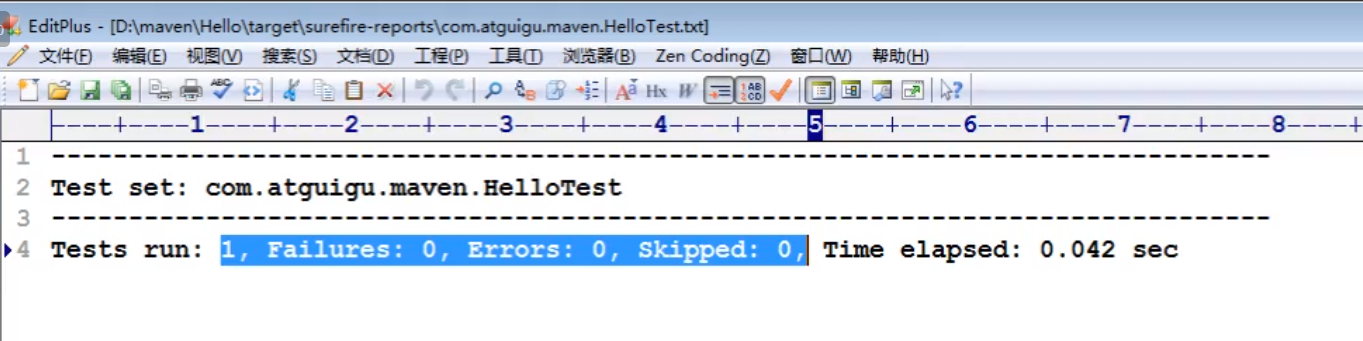 EditPlus - [D:\maven\Hello\target\surefire-reports\com.atguigu.maven.HelloTest.txt]
文件(F) 编辑(E) 视图(V) 搜索(S) 文档(D) 工程(P) 工具(T) 浏览器(B) Zen Coding(Z) 窗口(W) 帮助(H)
----+----1----+----2----+----3----+----4----+----5----+----6----+----7----+----8----+
1 -------------------------------------------------------------------------------
2 Test set: com.atguigu.maven.HelloTest
3 -------------------------------------------------------------------------------
4 Tests run: 1, Failures: 0, Errors: 0, Skipped: 0, Time elapsed: 0.042 sec